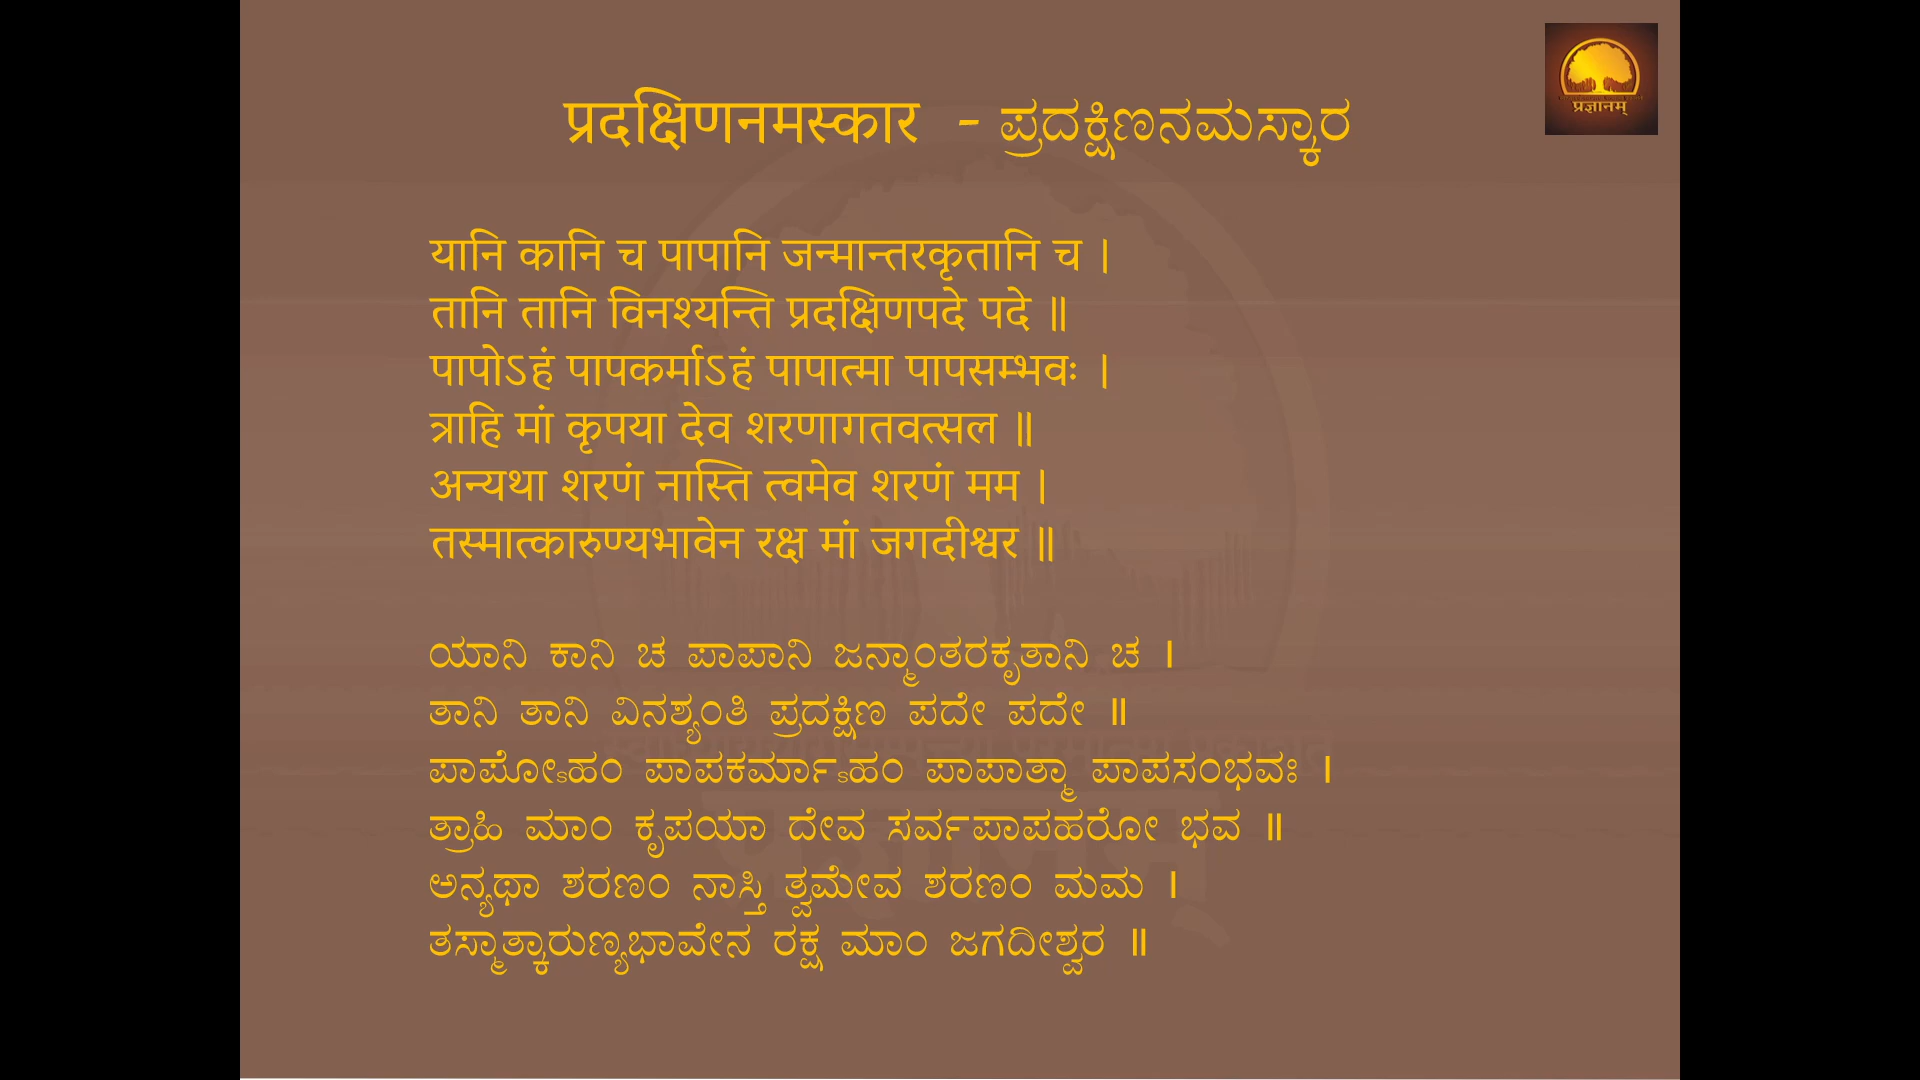 प्रदक्षिणनमस्कार - ಪ್ರದಕ್ಷಿಣನಮಸ್ಕಾರ
प्रज्ञानम्
यानि कानि च पापानि जन्मान्तरकृतानि च ।
तानि तानि विनश्यन्ति प्रदक्षिणपदे पदे ॥
पापोऽहं पापकर्माऽहं पापात्मा पापसम्भवः ।
त्राहि मां कृपया देव शरणागतवत्सल ॥
अन्यथा शरणं नास्ति त्वमेव शरणं मम ।
तस्मात्कारुण्यभावेन रक्ष मां जगदीश्वर ॥
ಯಾನಿ ಕಾನಿ ಚ ಪಾಪಾನಿ ಜನ್ಮಾಂತರಕೃತಾನಿ ಚ ।
ತಾನಿ ತಾನಿ ವಿನಶ್ಯಂತಿ ಪ್ರದಕ್ಷಿಣ ಪದೇ ಪದೇ ॥
ಪಾಪೋsಹಂ ಪಾಪಕರ್ಮಾsಹಂ ಪಾಪಾತ್ಮಾ ಪಾಪಸಂಭವಃ ।
ತ್ರಾಹಿ ಮಾಂ ಕೃಪಯಾ ದೇವ ಸರ್ವಪಾಪಹರೋ ಭವ ॥
ಅನ್ಯಥಾ ಶರಣಂ ನಾಸ್ತಿ ತ್ವಮೇವ ಶರಣಂ ಮಮ ।
ತಸ್ಮಾತ್ಕಾರುಣ್ಯಭಾವೇನ ರಕ್ಷ ಮಾಂ ಜಗದೀಶ್ವರ ॥